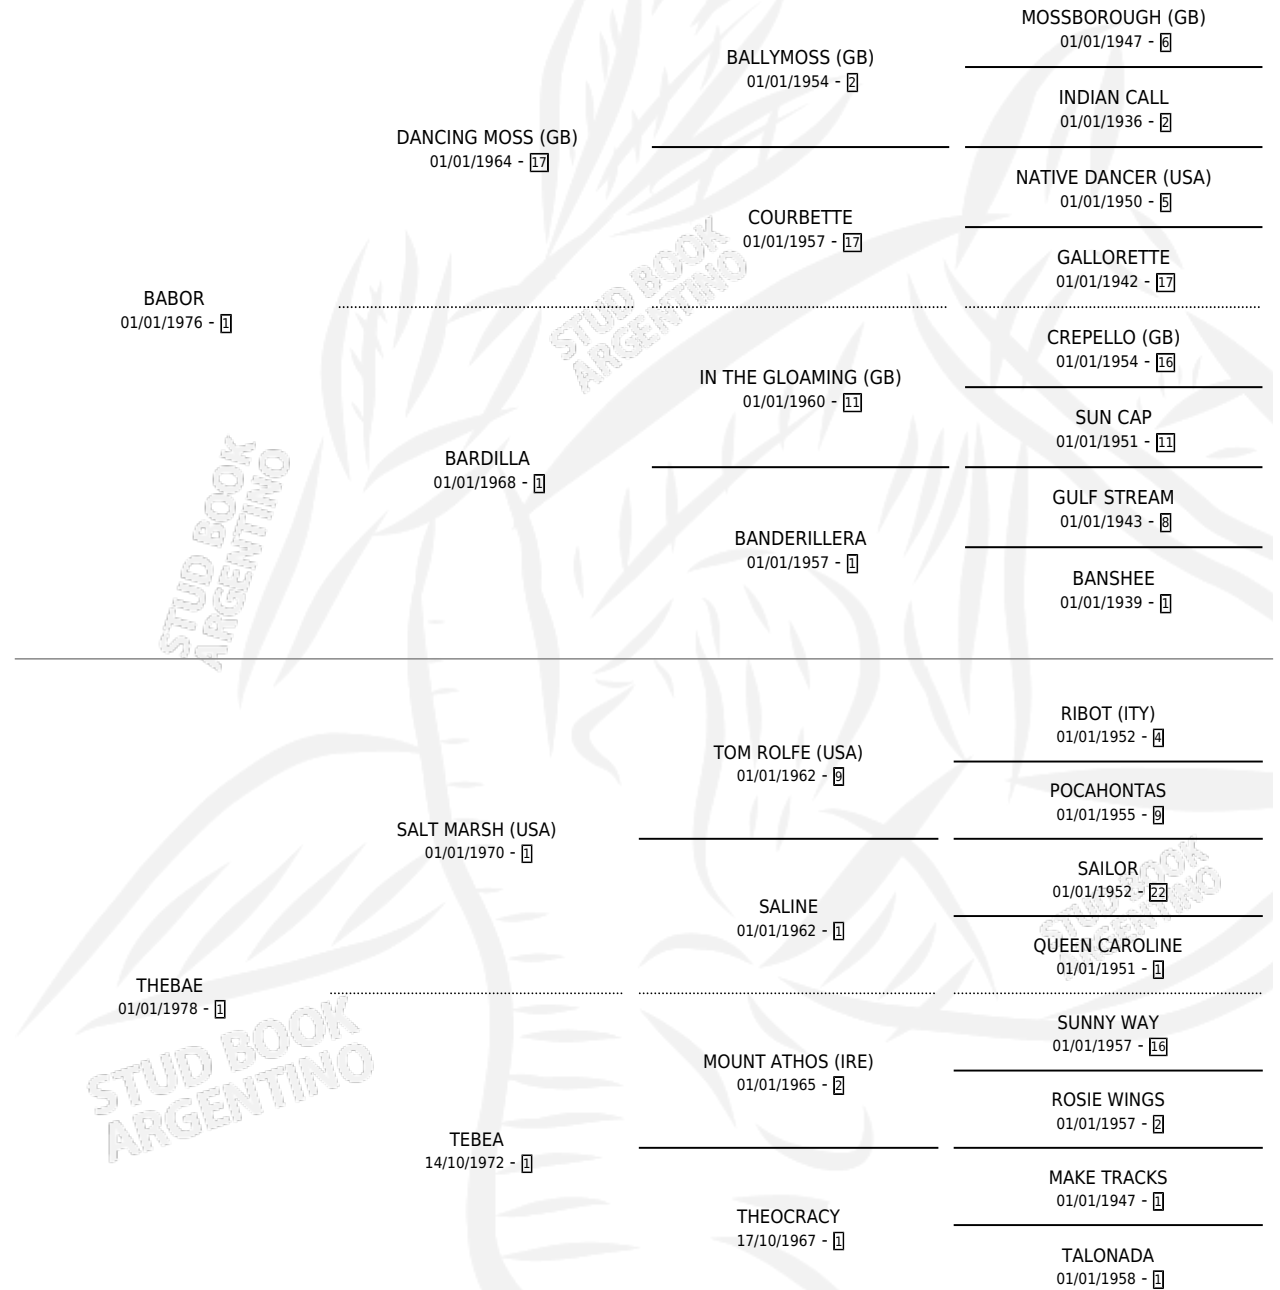 MOSSBOROUGH (GB)
01/01/1947 - 6
BALLYMOSS (GB)
01/01/1954 - 2
INDIAN CALL
01/01/1936 - 2
DANCING MOSS (GB)
01/01/1964 - 17
NATIVE DANCER (USA)
01/01/1950 - 5
COURBETTE
01/01/1957 - 17
GALLORETTE
01/01/1942 - 17
BABOR
01/01/1976 - 1
CREPELLO (GB)
01/01/1954 - 16
IN THE GLOAMING (GB)
01/01/1960 - 11
SUN CAP
01/01/1951 - 11
BARDILLA
01/01/1968 - 1
GULF STREAM
01/01/1943 - 8
BANDERILLERA
01/01/1957 - 1
BANSHEE
01/01/1939 - 1
STUD BOOK
ARGENTINO
STUD BOOK
ARGENTINO
RIBOT (ITY)
01/01/1952 - 4
TOM ROLFE (USA)
01/01/1962 - 9
POCAHONTAS
01/01/1955 - 9
SALT MARSH (USA)
01/01/1970 - 1
SAILOR
01/01/1952 - 22
SALINE
01/01/1962 - 1
QUEEN CAROLINE
01/01/1951 - 1
THEBAE
01/01/1978 - 1
SUNNY WAY
01/01/1957 - 16
MOUNT ATHOS (IRE)
01/01/1965 - 2
ROSIE WINGS
01/01/1957 - 2
TEBEA
14/10/1972 - 1
MAKE TRACKS
01/01/1947 - 1
THEOCRACY
17/10/1967 - 1
TALONADA
01/01/1958 - 1
STUD BOOK
ARGENTINO
STUD BOOK
ARGENTINO